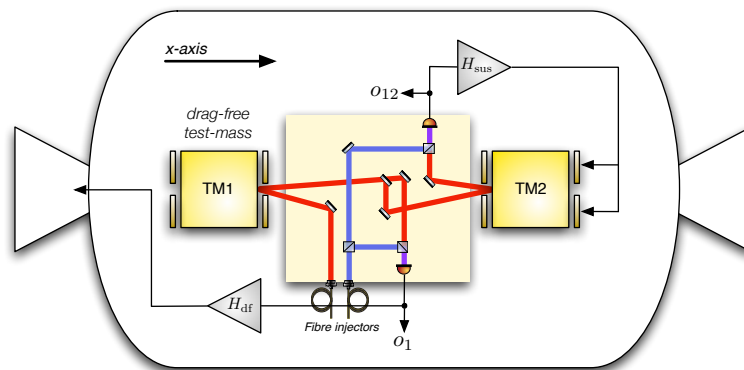 x-axis
H_sus
o_12
drag-free
test-mass
TM1
TM2
H_df
Fibre injectors
o_1